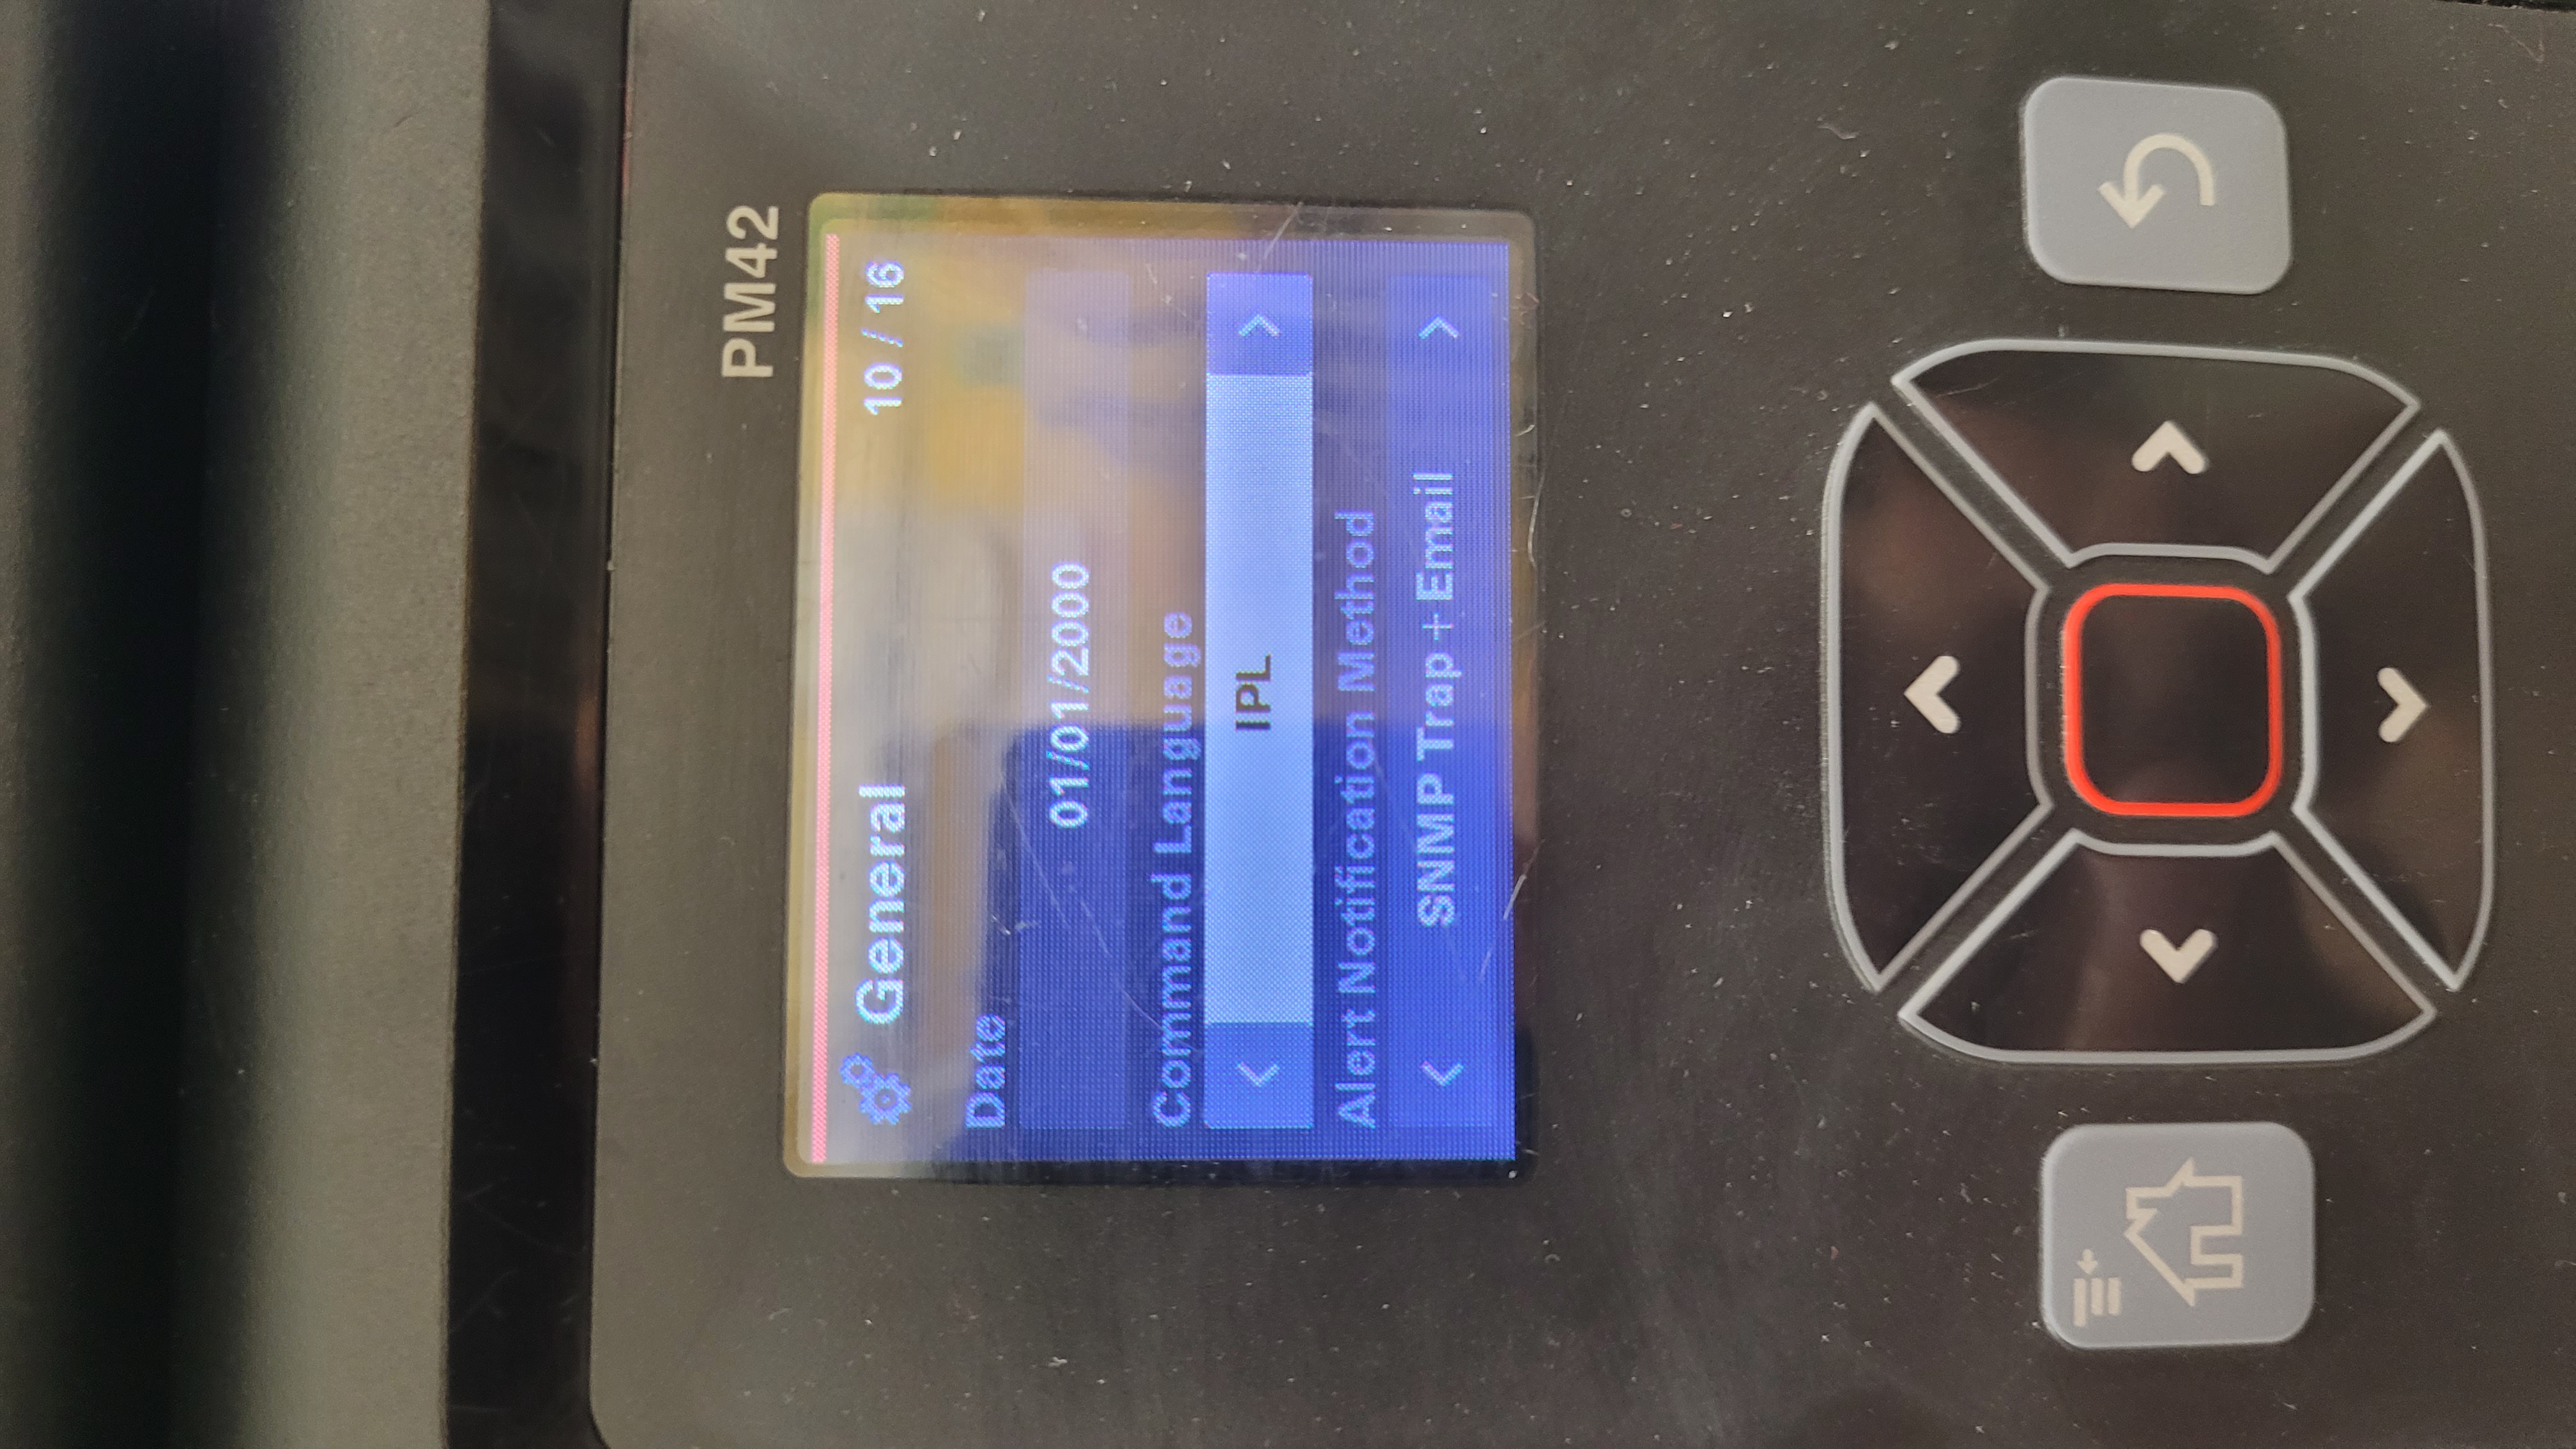 PM42
General 10 / 16
Date
01/01/2000
Command Language
< IPL >
Alert Notification Method
< SNMP Trap + Email >